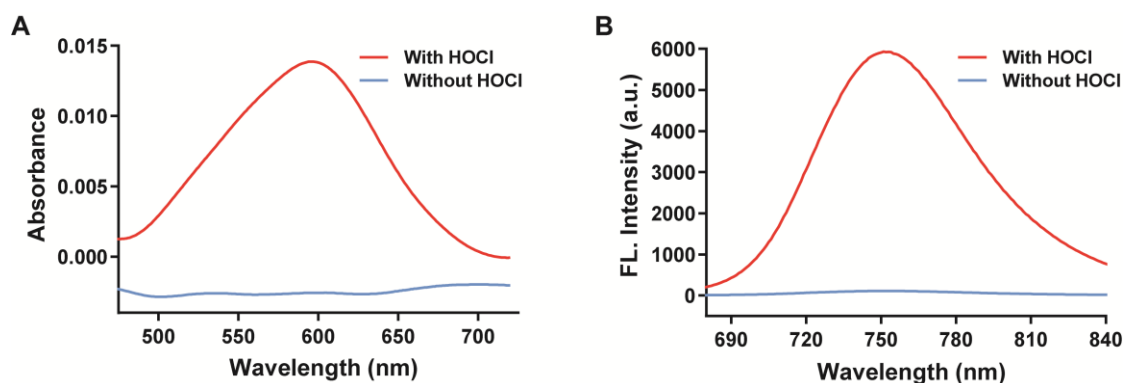 A
Absorbance
0.015
0.010
0.005
0.000
With HOCl
Without HOCl
500 550 600 650 700
Wavelength (nm)
B
FL. Intensity (a.u.)
6000
5000
4000
3000
2000
1000
0
With HOCl
Without HOCl
690 720 750 780 810 840
Wavelength (nm)